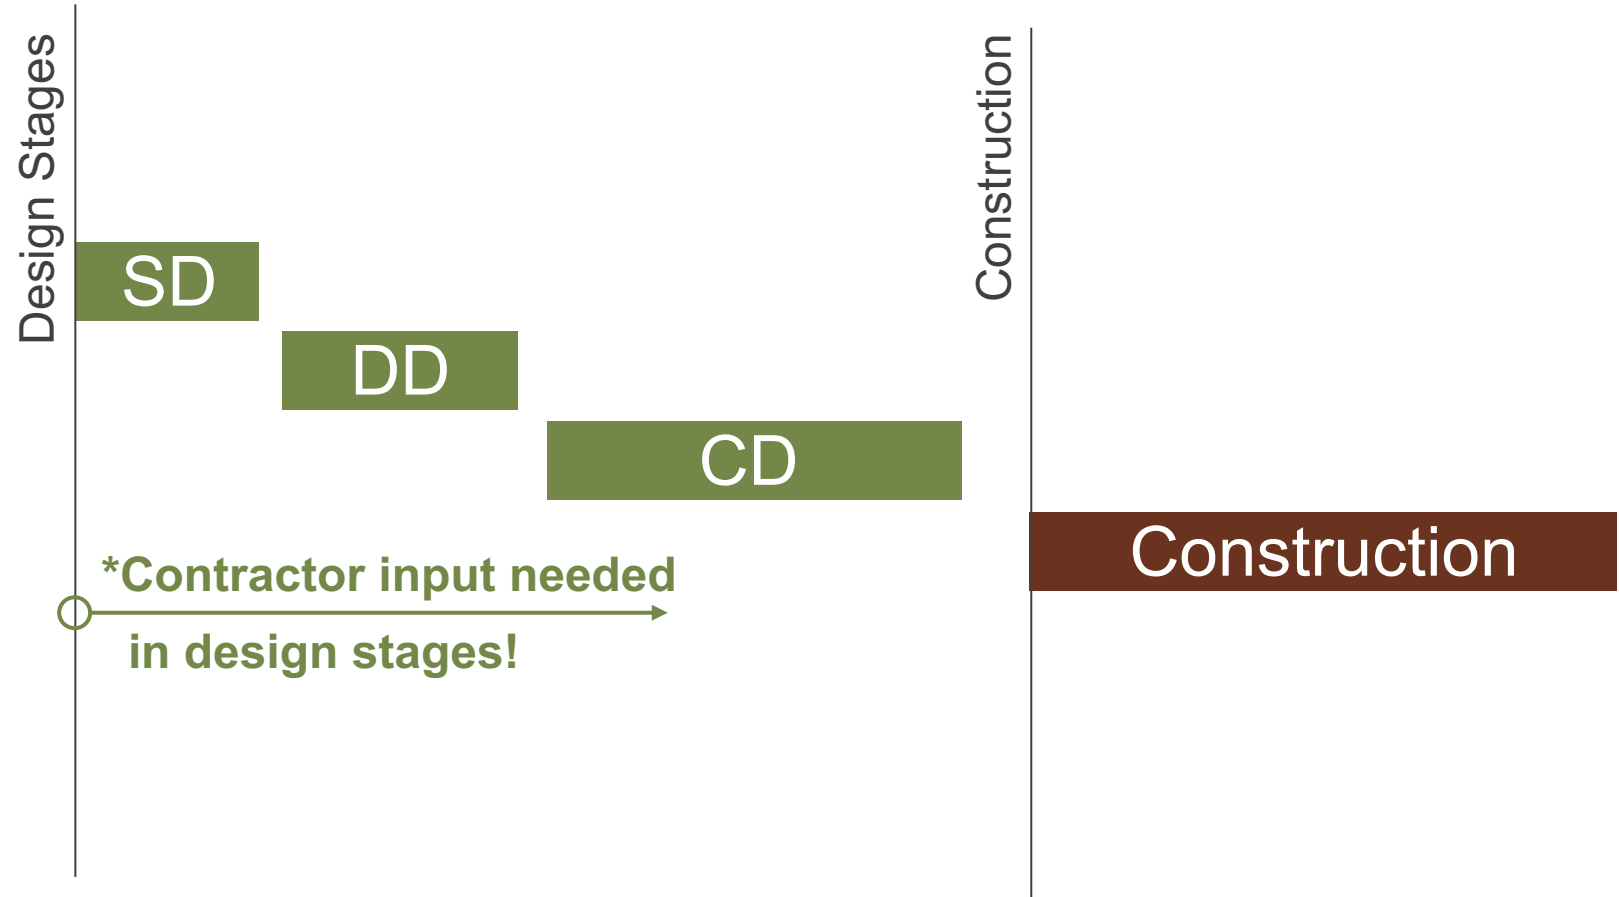 Design Stages
Construction
SD
DD
CD
Construction
*Contractor input needed
in design stages!